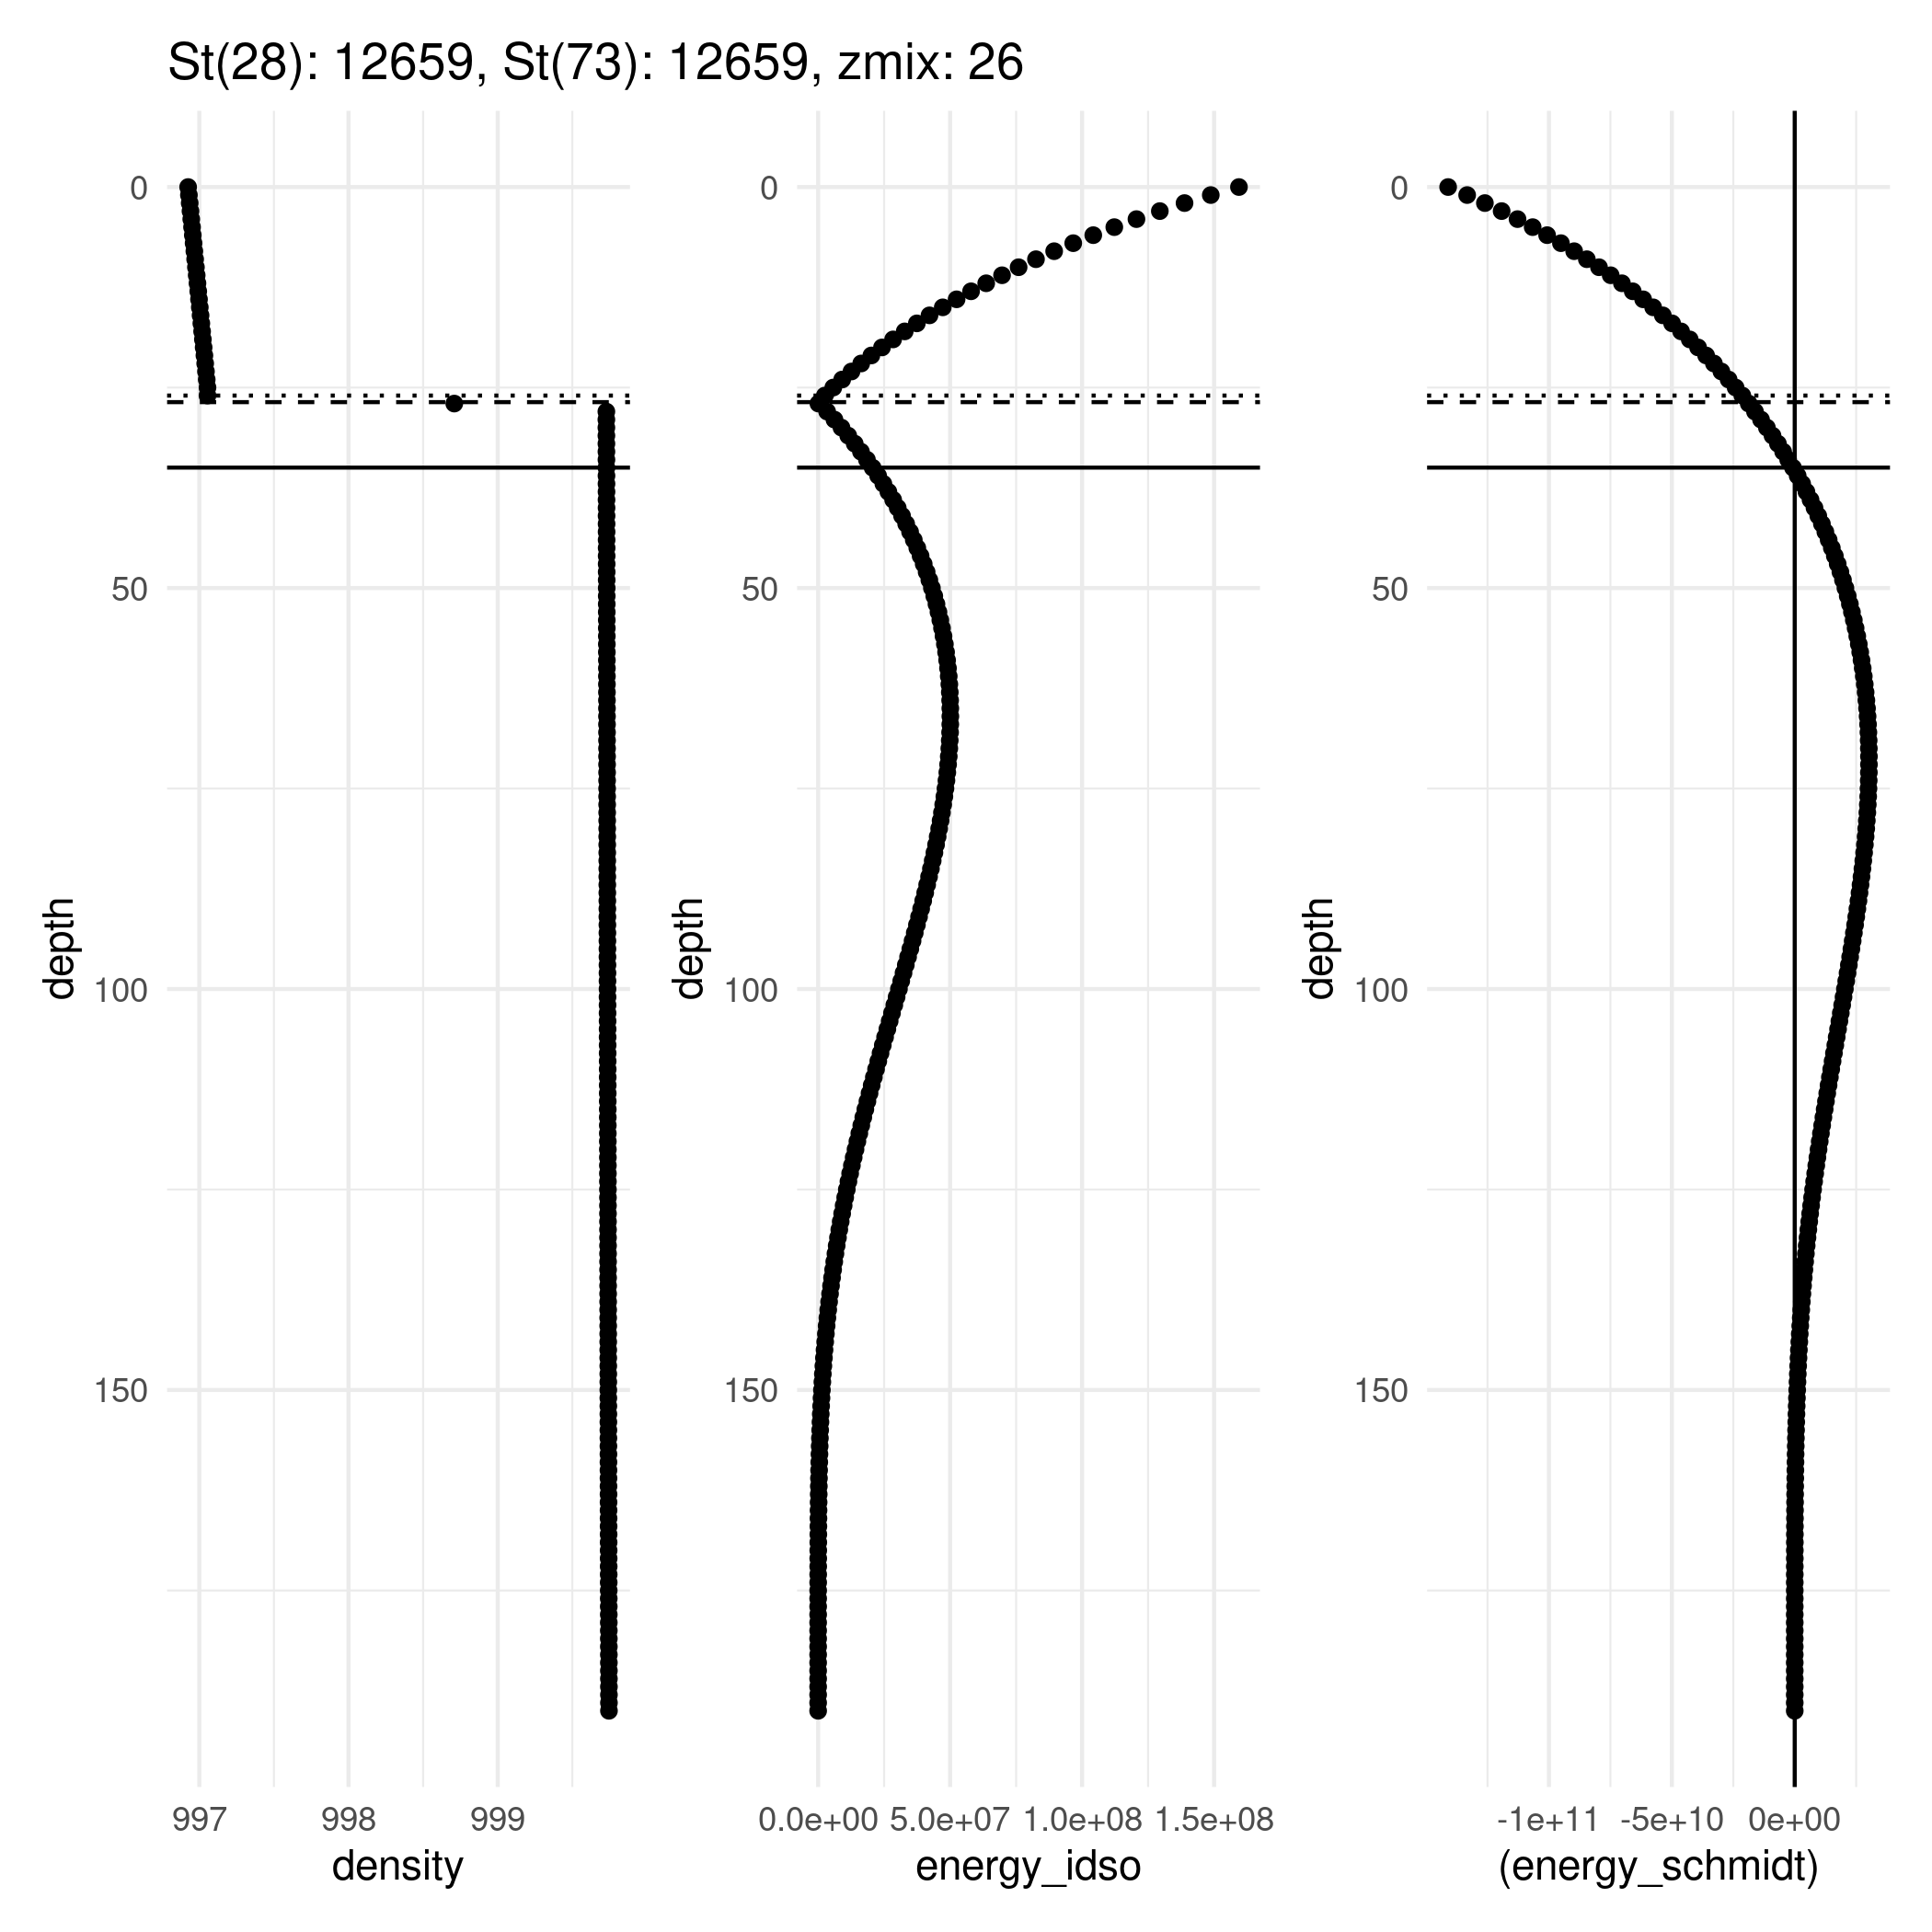 St(28): 12659, St(73): 12659, zmix: 26
depth
0
50
100
150
997 998 999
density
depth
0
50
100
150
0.0e+00 5.0e+07 1.0e+08 1.5e+08
energy_idso
depth
0
50
100
150
-1e+11 -5e+10 0e+00
(energy_schmidt)